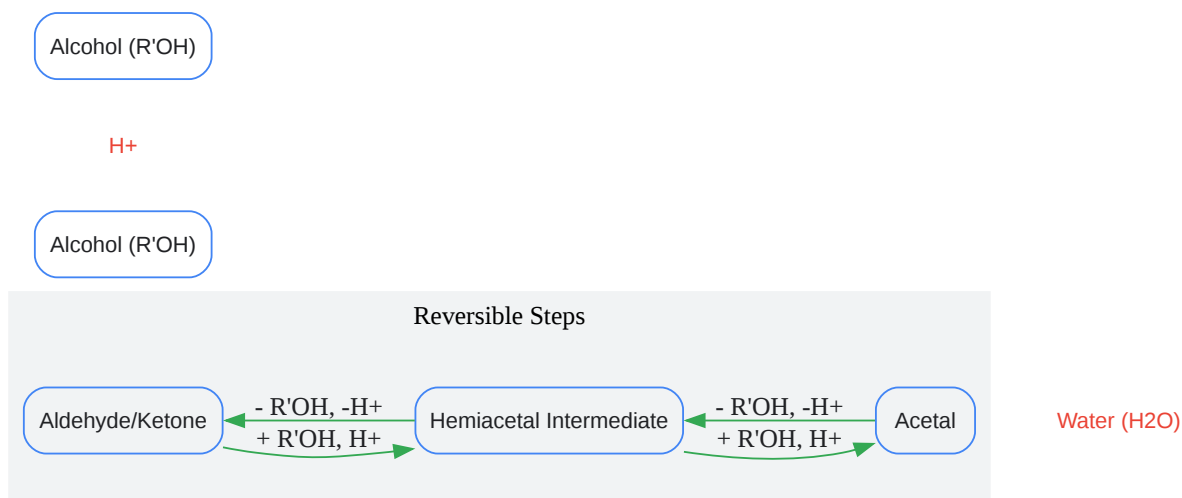 Alcohol (R'OH)
H+
Alcohol (R'OH)
Reversible Steps
Aldehyde/Ketone
- R'OH, -H+
+ R'OH, H+
Hemiacetal Intermediate
- R'OH, -H+
+ R'OH, H+
Acetal
Water (H2O)